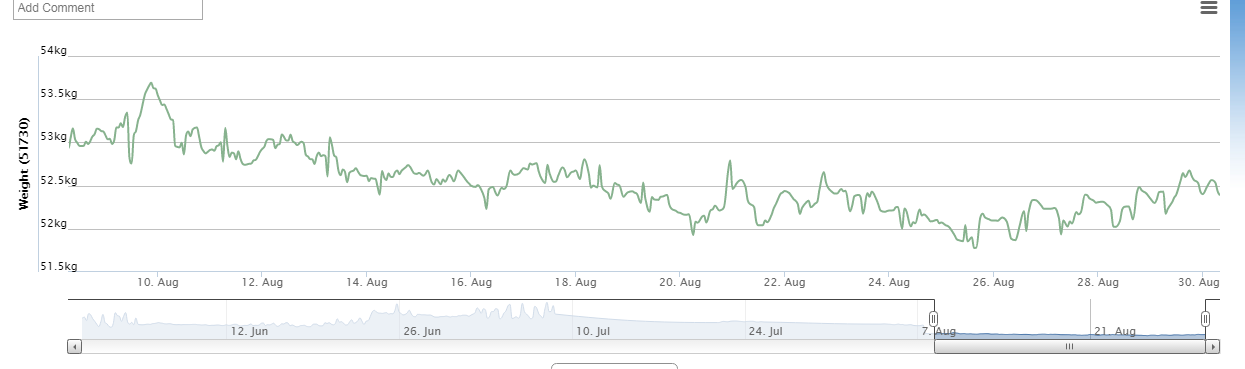 Add Comment
54kg
53.5kg
53kg
52.5kg
52kg
51.5kg
Weight (51730)
10. Aug 12. Aug 14. Aug 16. Aug 18. Aug 20. Aug 22. Aug 24. Aug 26. Aug 28. Aug 30. Aug
12. Jun 26. Jun 10. Jul 24. Jul 7. Aug 21. Aug